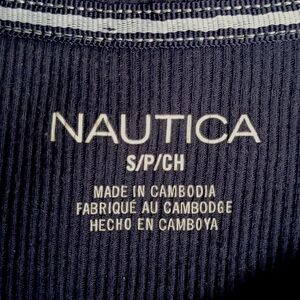 NAUTICA
S/P/CH
MADE IN CAMBODIA
FABRIQUÉ AU CAMBODGE
HECHO EN CAMBOYA